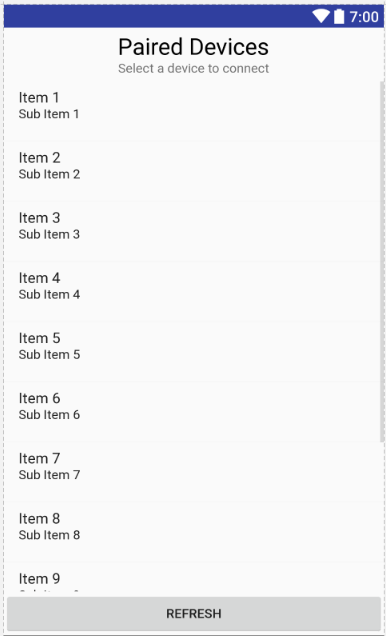 7:00
Paired Devices
Select a device to connect
Item 1
Sub Item 1
Item 2
Sub Item 2
Item 3
Sub Item 3
Item 4
Sub Item 4
Item 5
Sub Item 5
Item 6
Sub Item 6
Item 7
Sub Item 7
Item 8
Sub Item 8
Item 9
REFRESH